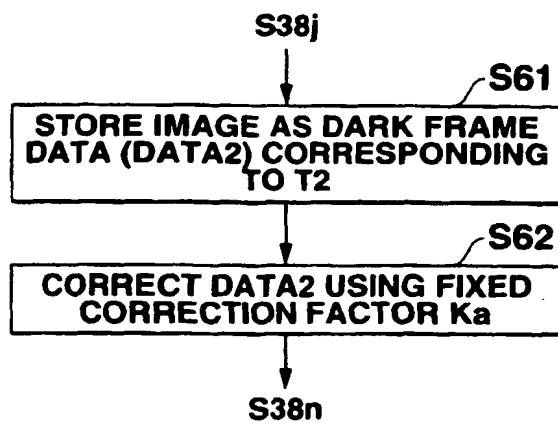 S38j
S61
STORE IMAGE AS DARK FRAME
DATA (DATA2) CORRESPONDING
TO T2
S62
CORRECT DATA2 USING FIXED
CORRECTION FACTOR Ka
S38n